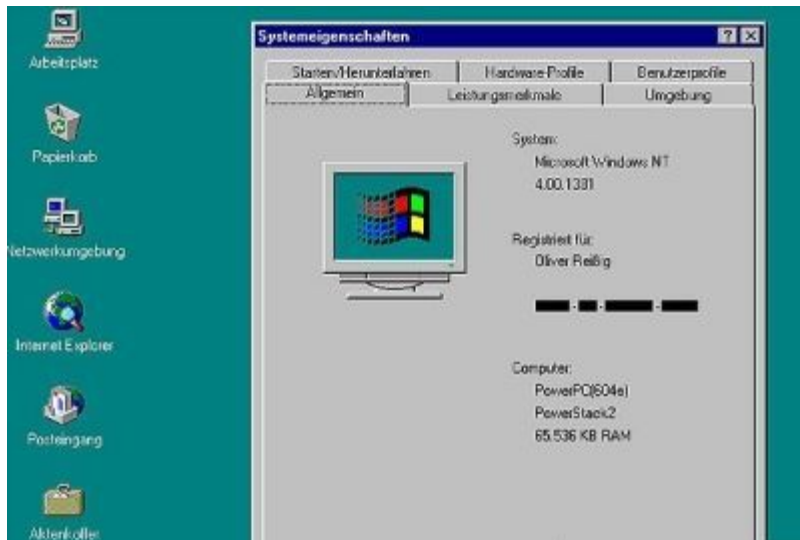 Arbeitsplatz
Papierkorb
Netzwerkumgebung
Internet Explorer
Posteingang
Aktenkoffer
Systemeigenschaften
Starten/Herunterfahren Hardware-Profile Benutzerprofile
Allgemein Leistungsmerkmale Umgebung
System:
Microsoft Windows NT
4.00.1381
Registriert für:
Oliver Reißig
Computer:
PowerPC(604e)
PowerStack2
65.536 KB RAM